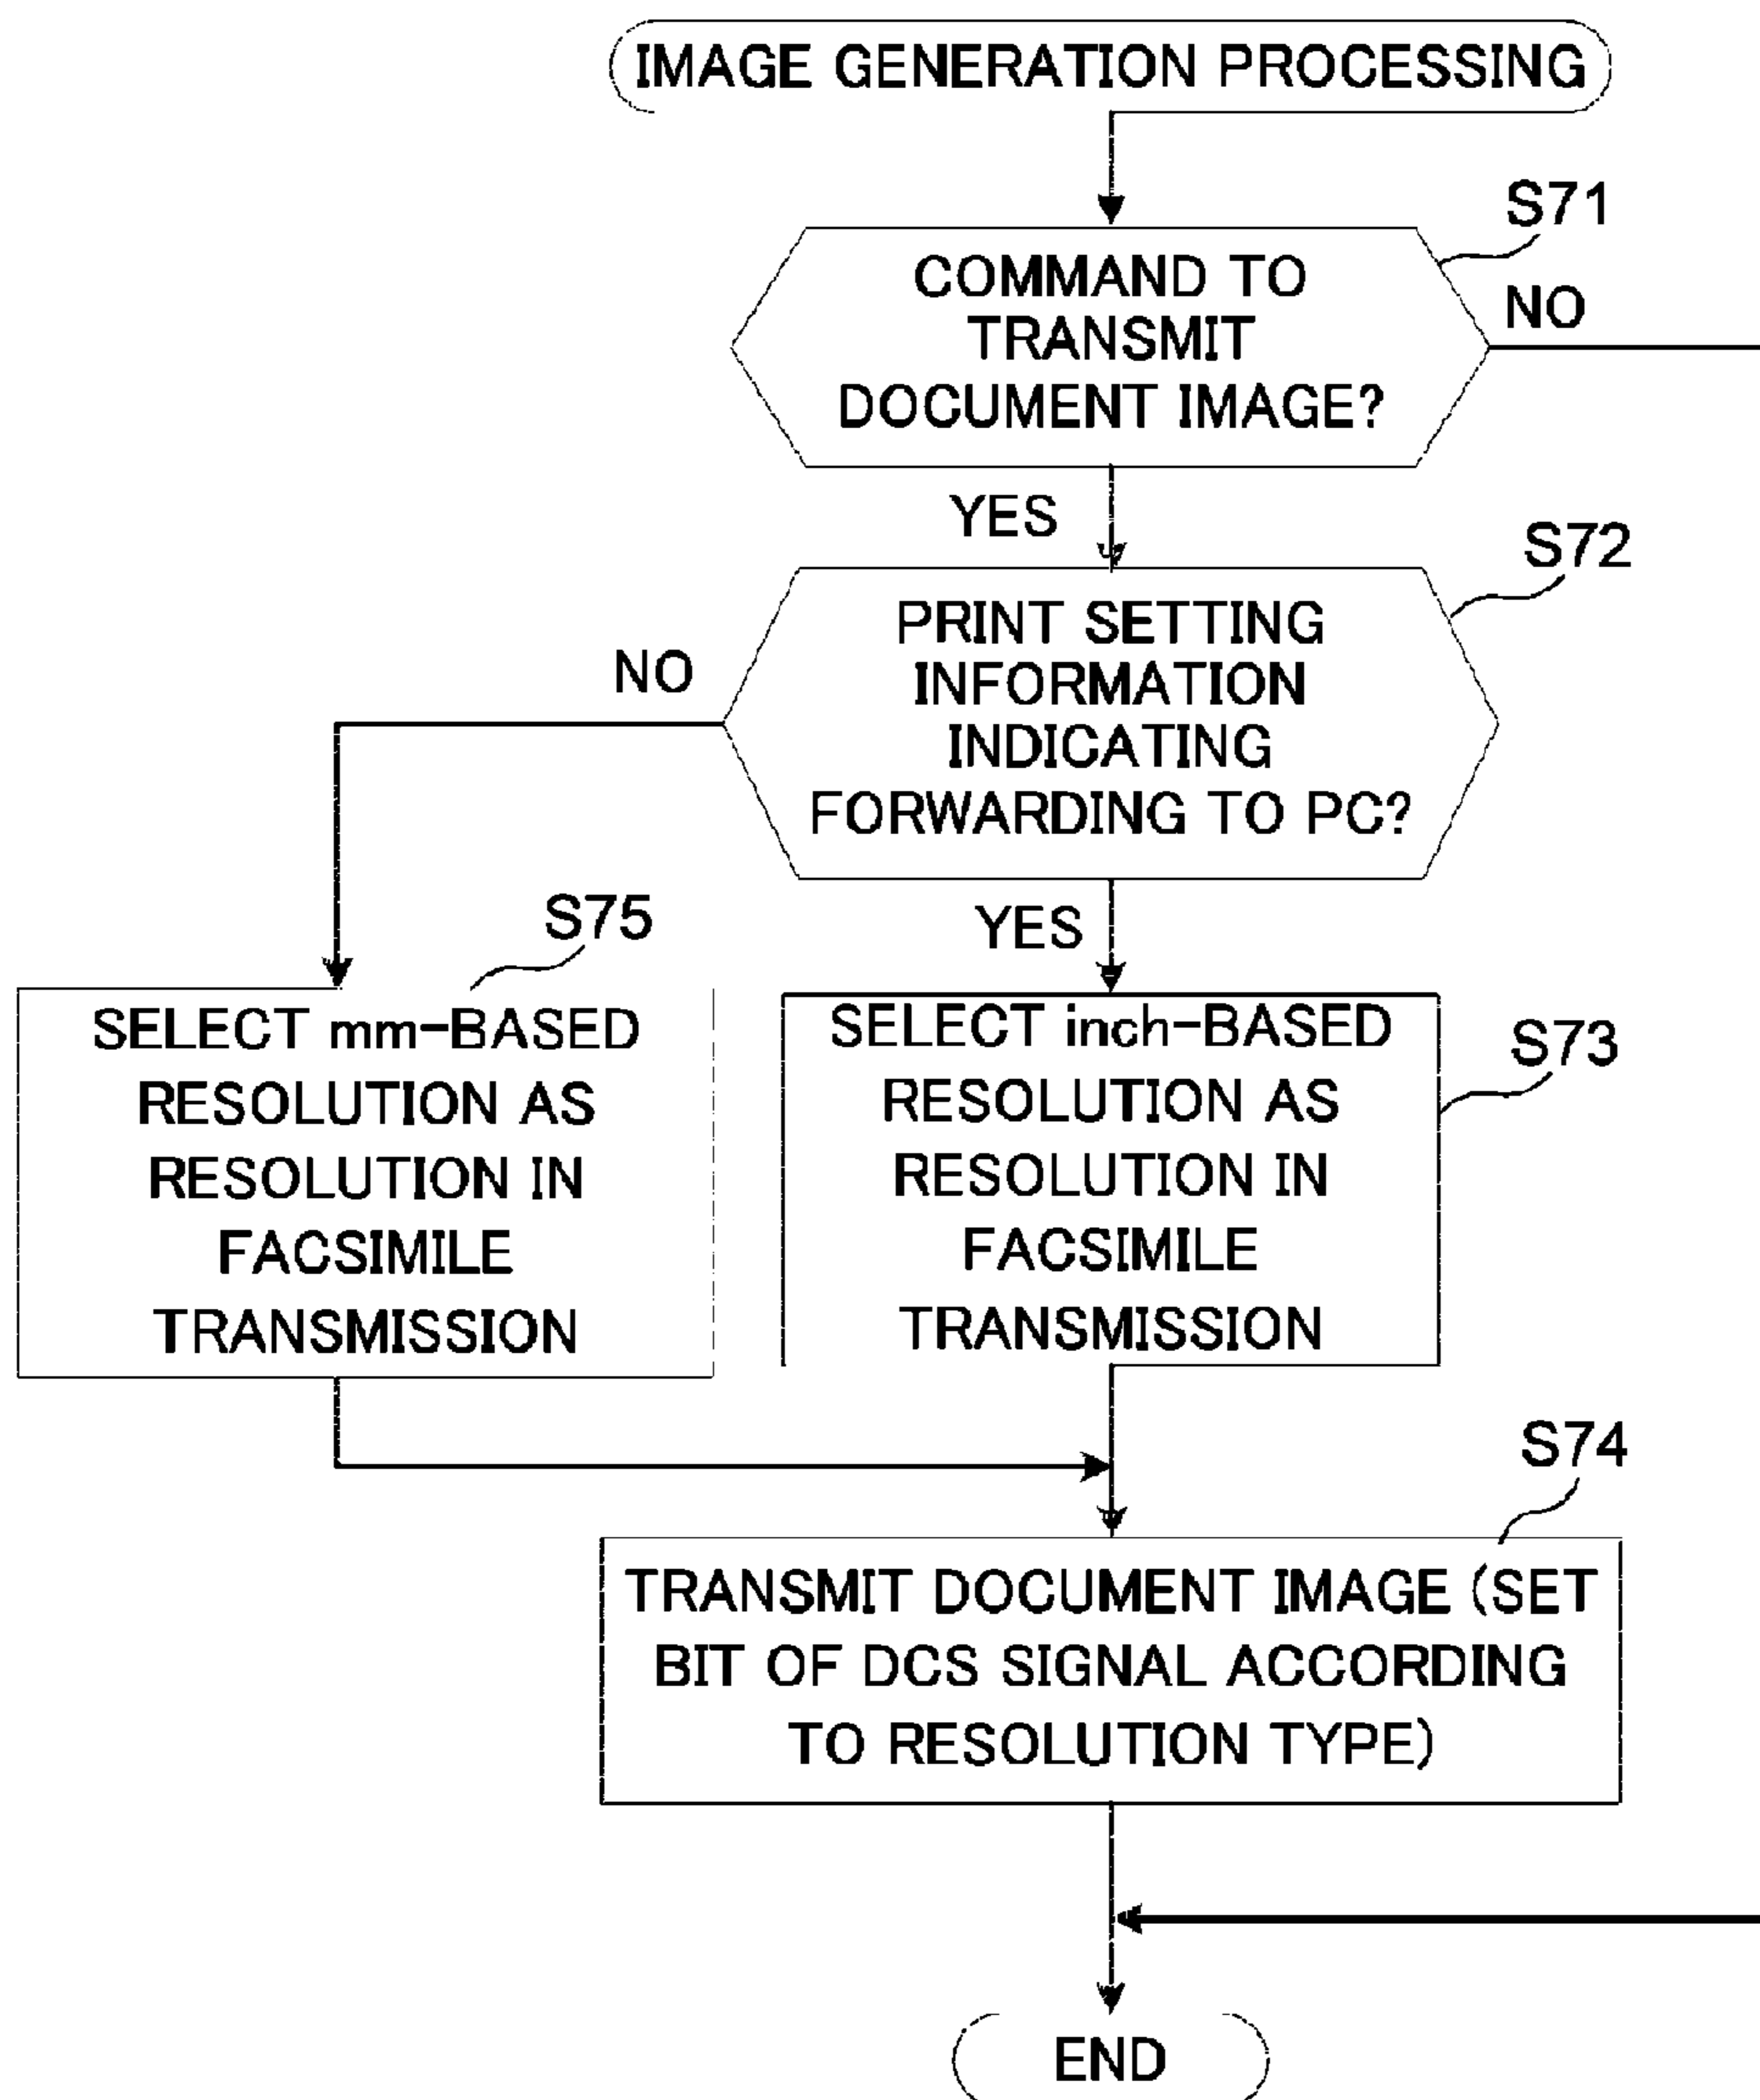 IMAGE GENERATION PROCESSING
S71
COMMAND TO
TRANSMIT
DOCUMENT IMAGE?
NO
YES
S72
PRINT SETTING
INFORMATION
INDICATING
FORWARDING TO PC?
NO
YES
S75
SELECT mm-BASED
RESOLUTION AS
RESOLUTION IN
FACSIMILE
TRANSMISSION
S73
SELECT inch-BASED
RESOLUTION AS
RESOLUTION IN
FACSIMILE
TRANSMISSION
S74
TRANSMIT DOCUMENT IMAGE (SET
BIT OF DCS SIGNAL ACCORDING
TO RESOLUTION TYPE)
END